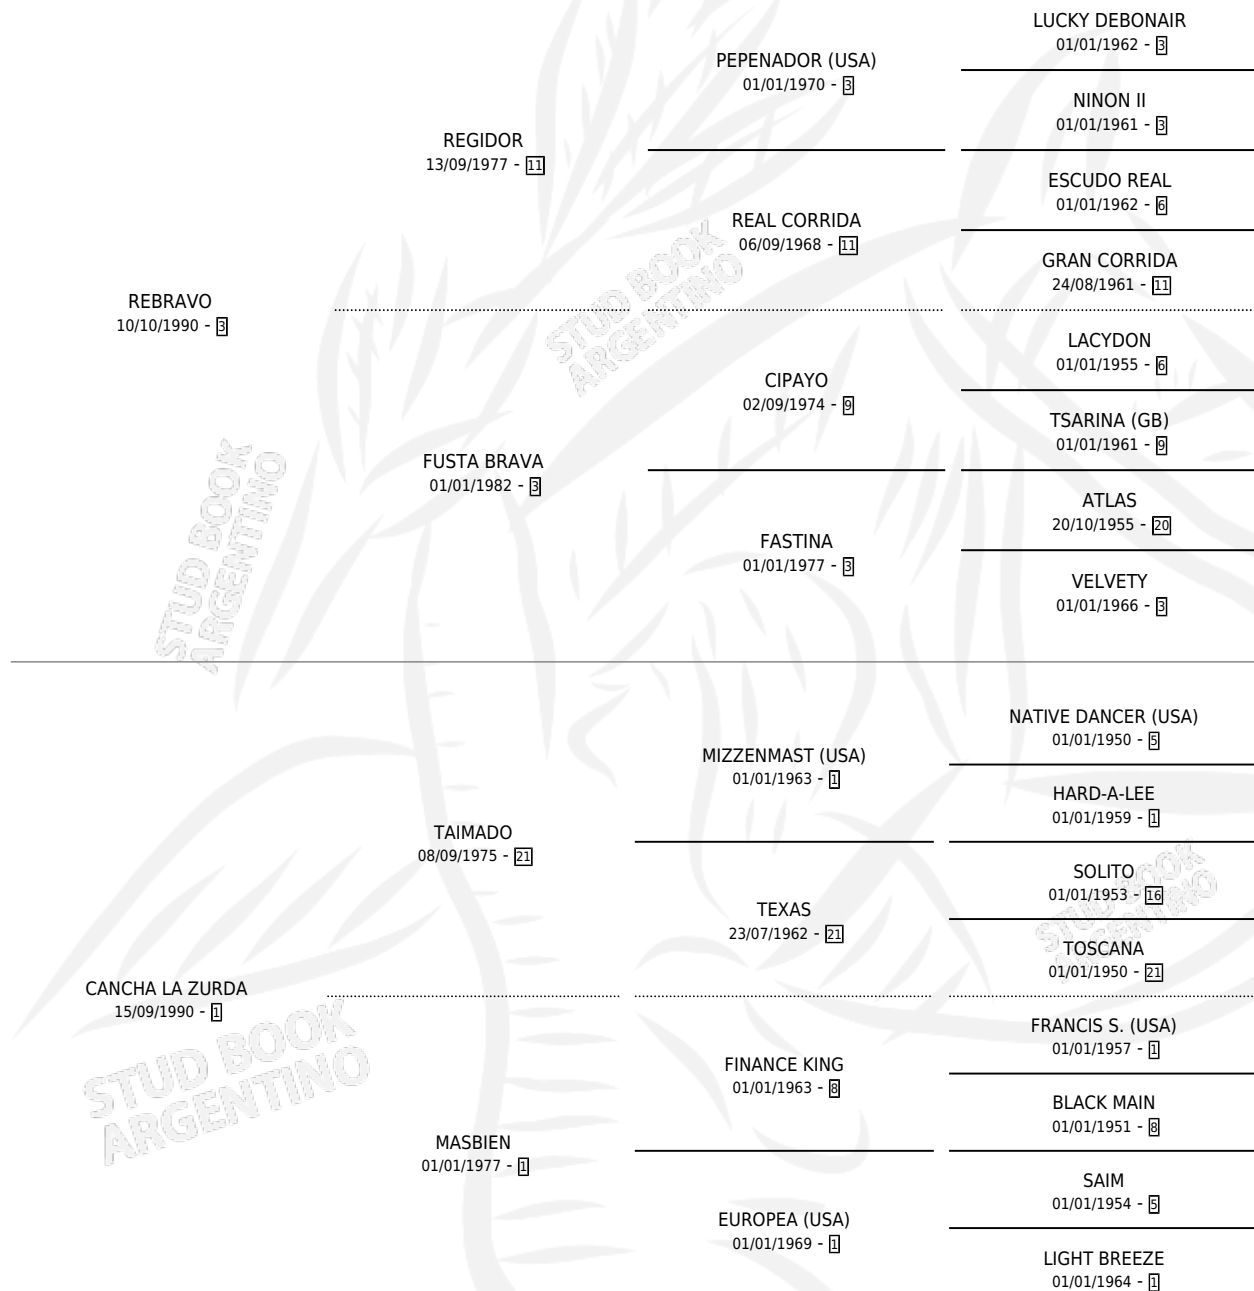 LUCKY DEBONAIR
01/01/1962 - 3
PEPENADOR (USA)
01/01/1970 - 3
NINON II
01/01/1961 - 3
REGIDOR
13/09/1977 - 11
ESCUDO REAL
01/01/1962 - 6
REAL CORRIDA
06/09/1968 - 11
GRAN CORRIDA
24/08/1961 - 11
REBRAVO
10/10/1990 - 3
STUD BOOK
ARGENTINO
LACYDON
01/01/1955 - 6
CIPAYO
02/09/1974 - 9
TSARINA (GB)
01/01/1961 - 9
FUSTA BRAVA
01/01/1982 - 3
ATLAS
20/10/1955 - 20
FASTINA
01/01/1977 - 3
VELVETY
01/01/1966 - 3
STUD BOOK
ARGENTINO
NATIVE DANCER (USA)
01/01/1950 - 5
MIZZENMAST (USA)
01/01/1963 - 1
HARD-A-LEE
01/01/1959 - 1
TAIMADO
08/09/1975 - 21
SOLITO
01/01/1953 - 16
TEXAS
23/07/1962 - 21
TOSCANA
01/01/1950 - 21
STUD BOOK
ARGENTINO
CANCHA LA ZURDA
15/09/1990 - 1
STUD BOOK
ARGENTINO
FRANCIS S. (USA)
01/01/1957 - 1
FINANCE KING
01/01/1963 - 8
BLACK MAIN
01/01/1951 - 8
MASBIEN
01/01/1977 - 1
SAIM
01/01/1954 - 5
EUROPEA (USA)
01/01/1969 - 1
LIGHT BREEZE
01/01/1964 - 1